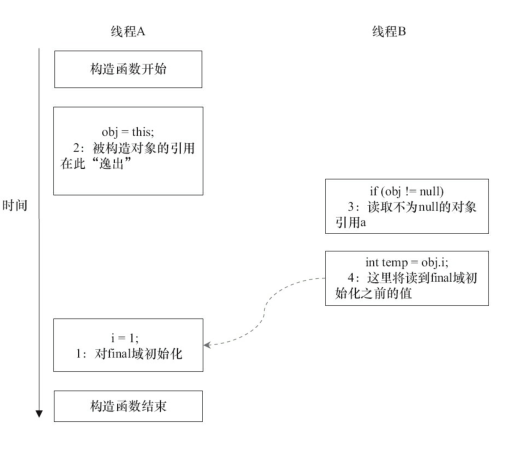 线程A
线程B
构造函数开始
obj = this;
2：被构造对象的引用
在此“逸出”
if (obj != null)
3：读取不为null的对象
引用a
时间
int temp = obj.i;
4：这里将读到final域初
始化之前的值
i = 1;
1：对final域初始化
构造函数结束